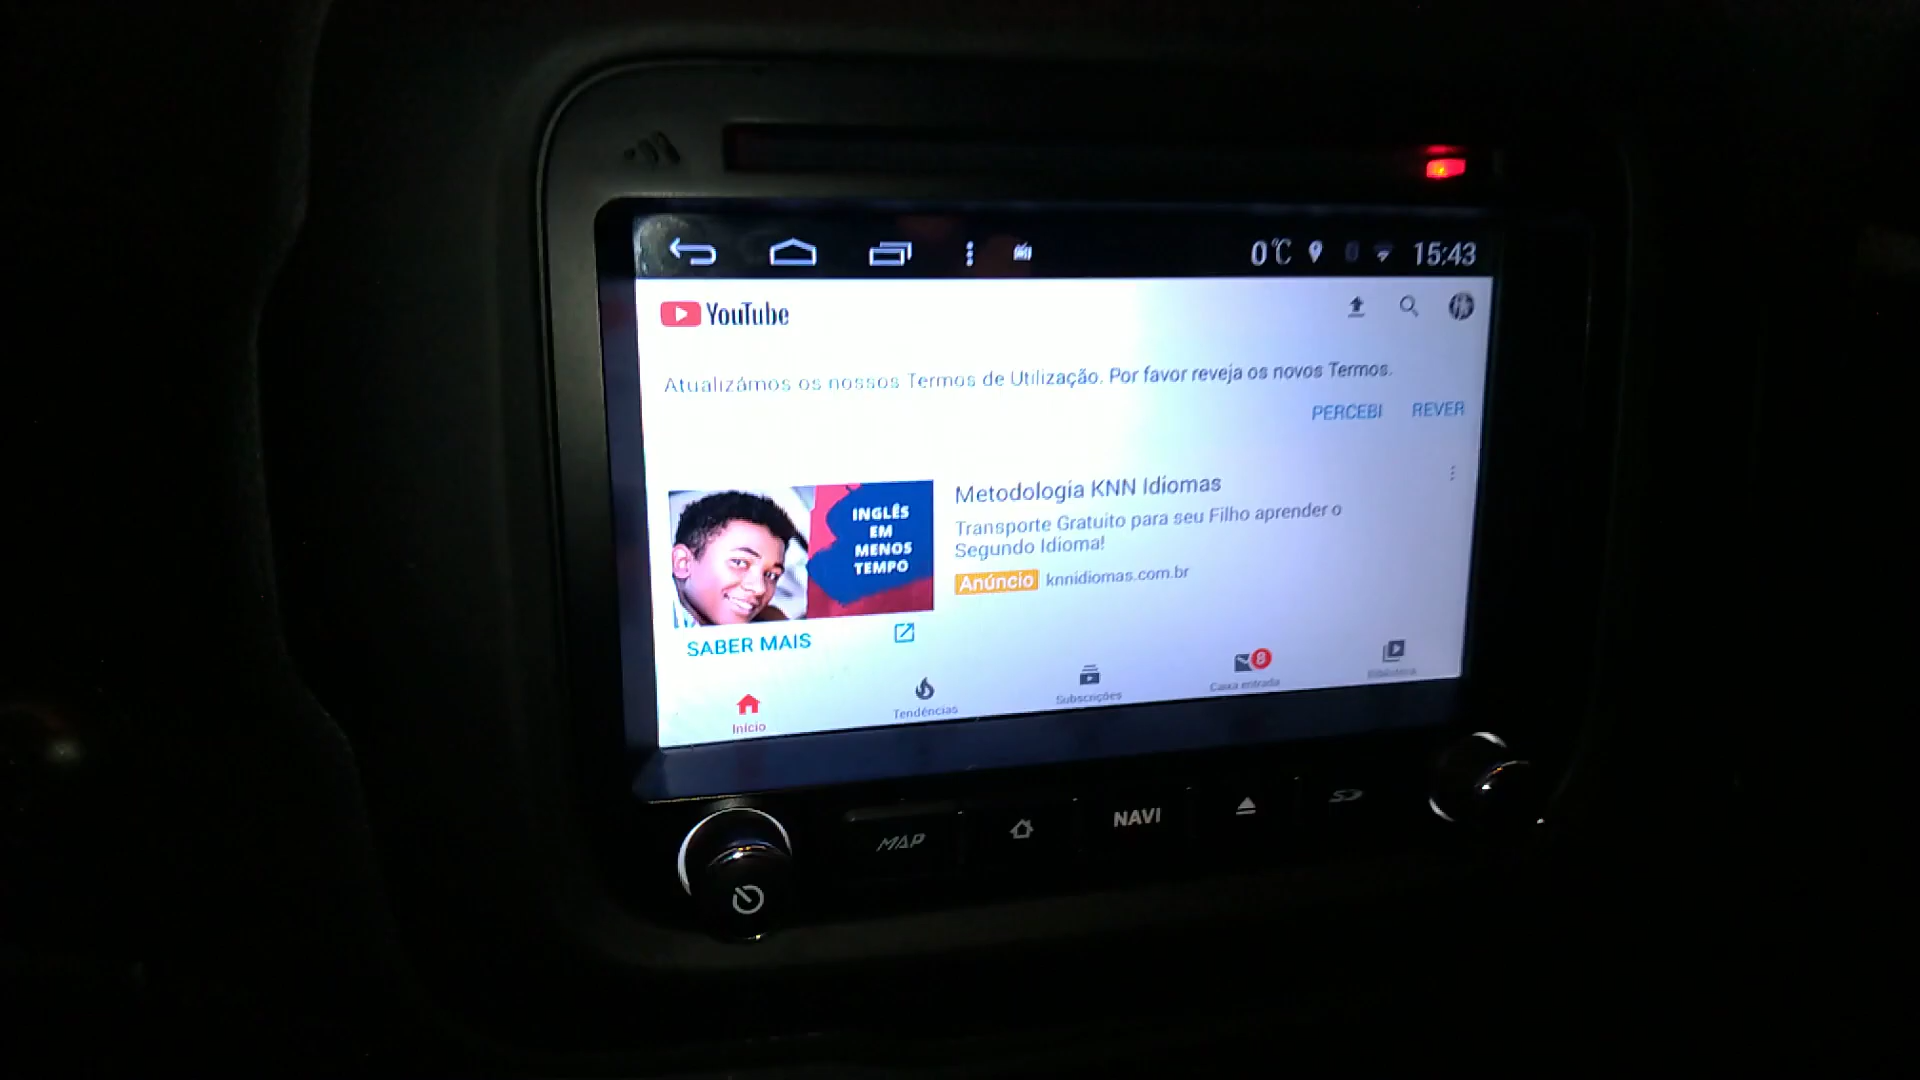 0℃ 15:43
YouTube
Atualizámos os nossos Termos de Utilização. Por favor reveja os novos Termos.
PERCEBI REVER
INGLÊS
EM
MENOS
TEMPO
Metodologia KNN Idiomas
Transporte Gratuito para seu Filho aprender o
Segundo Idioma!
Anúncio knnidiomas.com.br
SABER MAIS
Início
Tendências
Subscrições
8
Caixa entrada
Biblioteca
MAP
NAVI